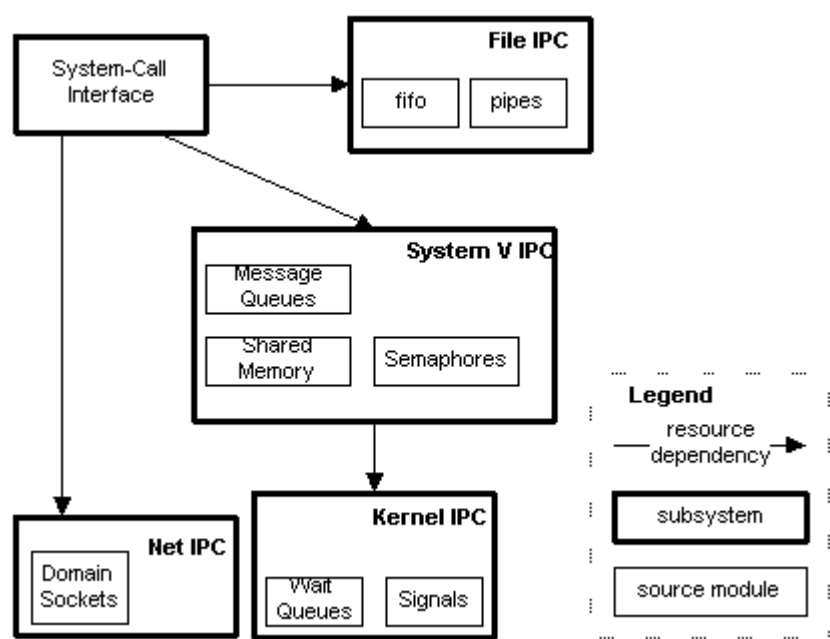 System-Call
Interface
File IPC
fifo
pipes
System V IPC
Message
Queues
Shared
Memory
Semaphores
Legend
resource
dependency
subsystem
source module
Net IPC
Domain
Sockets
Kernel IPC
Wait
Queues
Signals